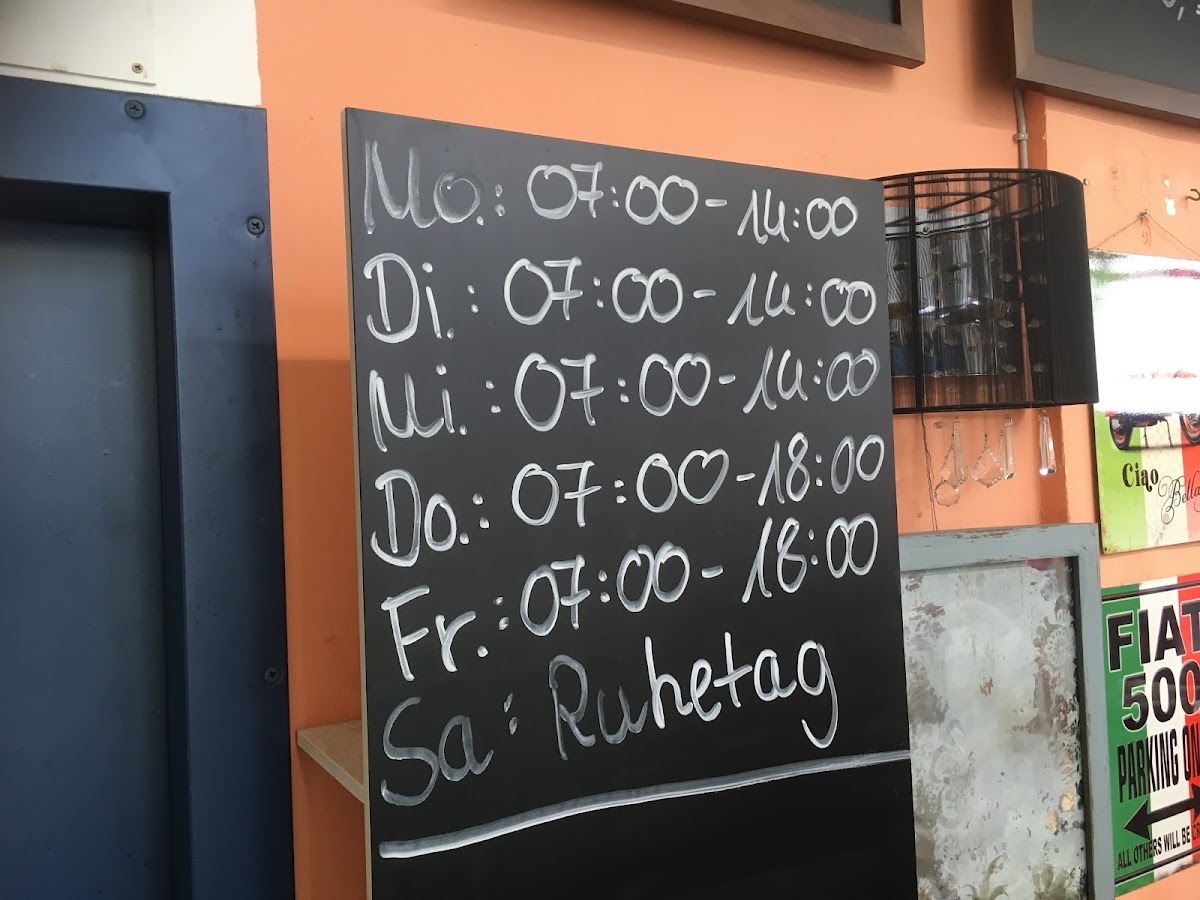 Mo.: 07:00-14:00
Di.: 07:00-14:00
Mi.: 07:00-14:00
Do.: 07:00-18:00
Fr.: 07:00-18:00
Sa: Ruhetag
Ciao
Bella
FIAT
500
PARKING ON
ALL OTHERS WILL BE